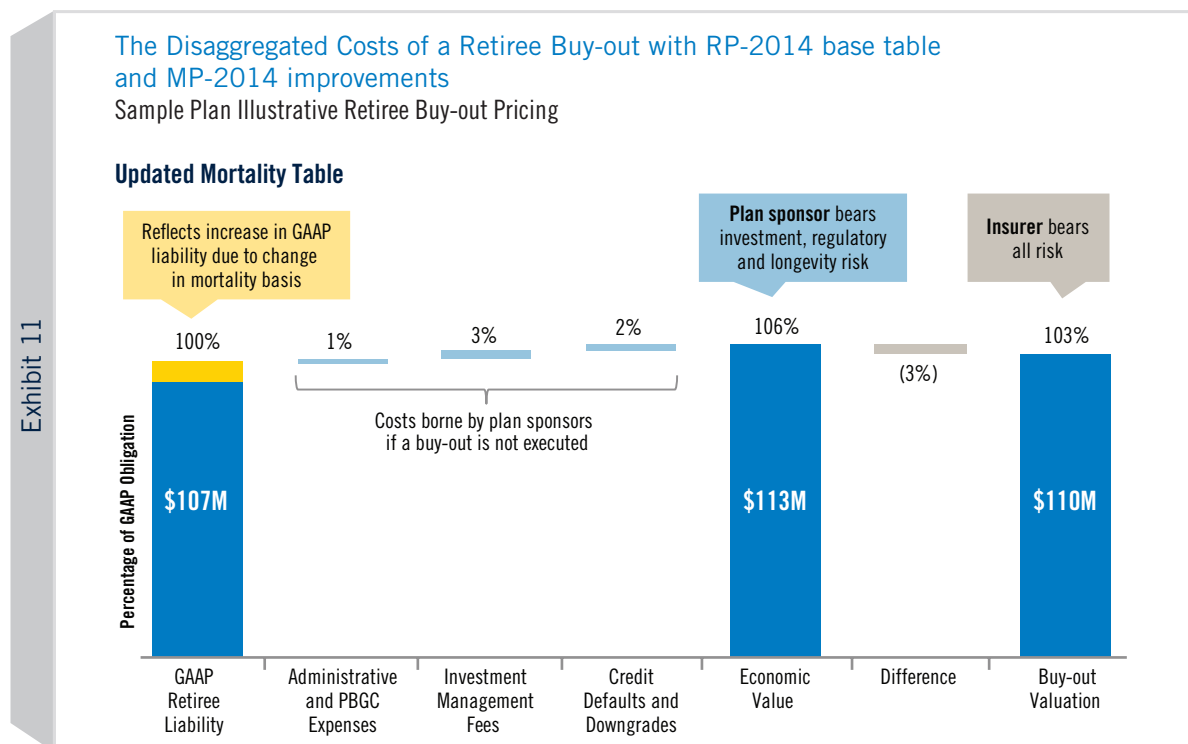 Exhibit 11
The Disaggregated Costs of a Retiree Buy-out with RP-2014 base table
and MP-2014 improvements
Sample Plan Illustrative Retiree Buy-out Pricing
Updated Mortality Table
Reflects increase in GAAP
liability due to change
in mortality basis
Plan sponsor bears
investment, regulatory
and longevity risk
Insurer bears
all risk
100%
1%
3%
2%
106%
(3%)
103%
Costs borne by plan sponsors
if a buy-out is not executed
Percentage of GAAP Obligation
$107M
$113M
$110M
GAAP
Retiree
Liability
Administrative
and PBGC
Expenses
Investment
Management
Fees
Credit
Defaults and
Downgrades
Economic
Value
Difference
Buy-out
Valuation